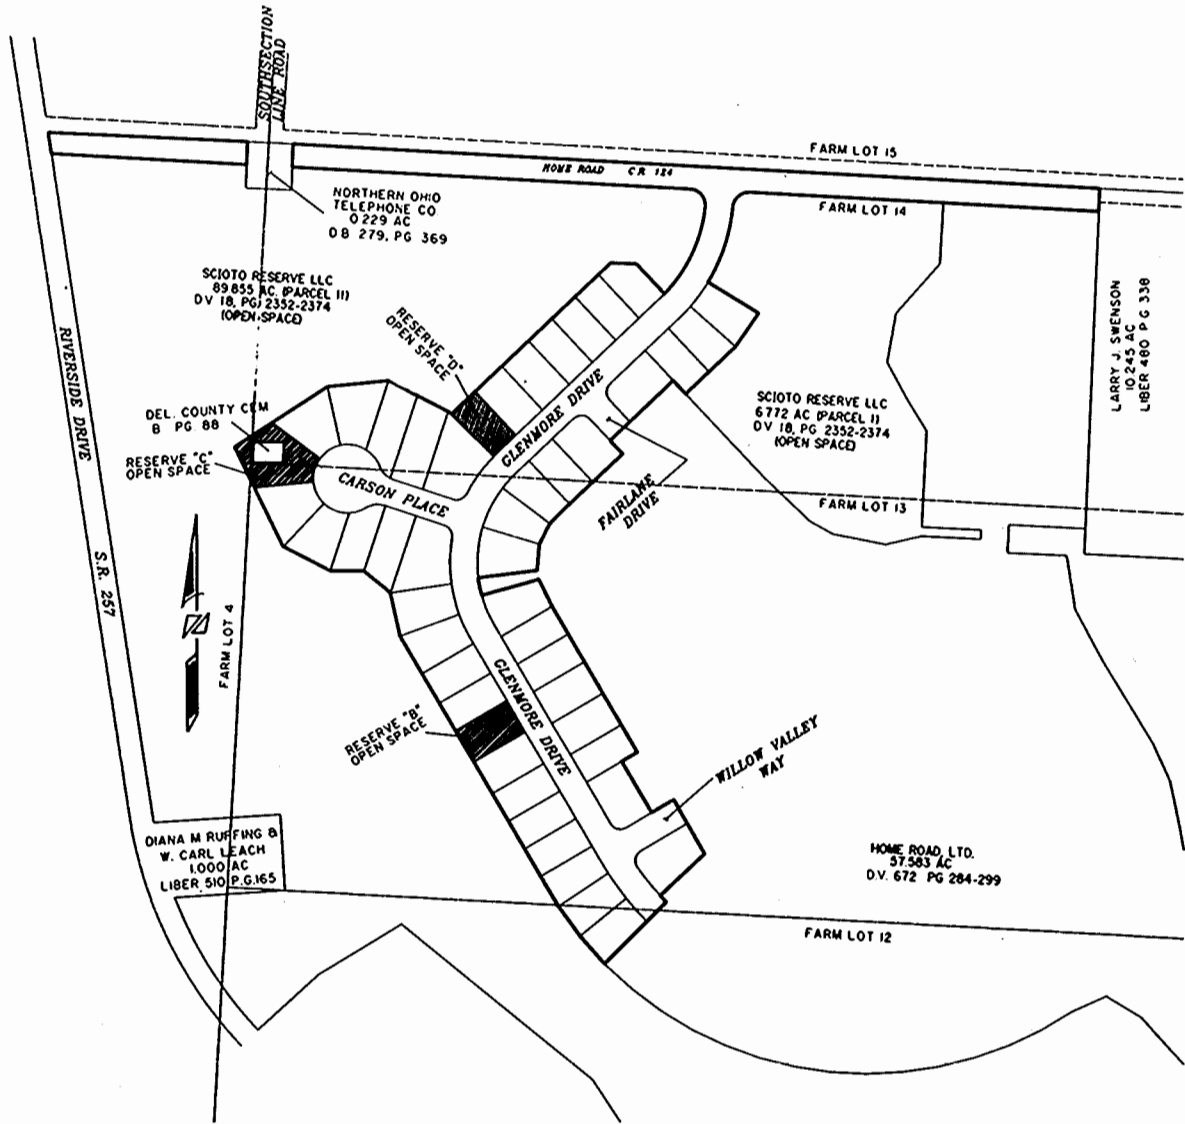 SOUTHSECTION
LINE ROAD
FARM LOT 15
HOME ROAD C R 124
FARM LOT 14
NORTHERN OHIO
TELEPHONE CO.
0 229 AC
D B 279, PG 369
SCIOTO RESERVE LLC
89 855 AC. (PARCEL II)
DV 18, PG) 2352-2374
(OPEN SPACE)
RIVERSIDE DRIVE
S.R. 257
RESERVE "D"
OPEN SPACE
LARRY J. SWENSON
10 245 AC
LIBER 480 PG 338
GLENMORE DRIVE
SCIOTO RESERVE LLC
6 772 AC (PARCEL I)
DV 18, PG 2352-2374
(OPEN SPACE)
DEL. COUNTY CEM
B PG 88
RESERVE "C"
OPEN SPACE
CARSON PLACE
FAIRLANE
DRIVE
FARM LOT 13
N
FARM LOT 4
GLENMORE DRIVE
RESERVE "B"
OPEN SPACE
WILLOW VALLEY
WAY
DIANA M RUFFING &
W. CARL LEACH
1.000 AC
LIBER 510 P.G.165
HOME ROAD, LTD.
57.583 AC
D.V. 672 PG 284-299
FARM LOT 12